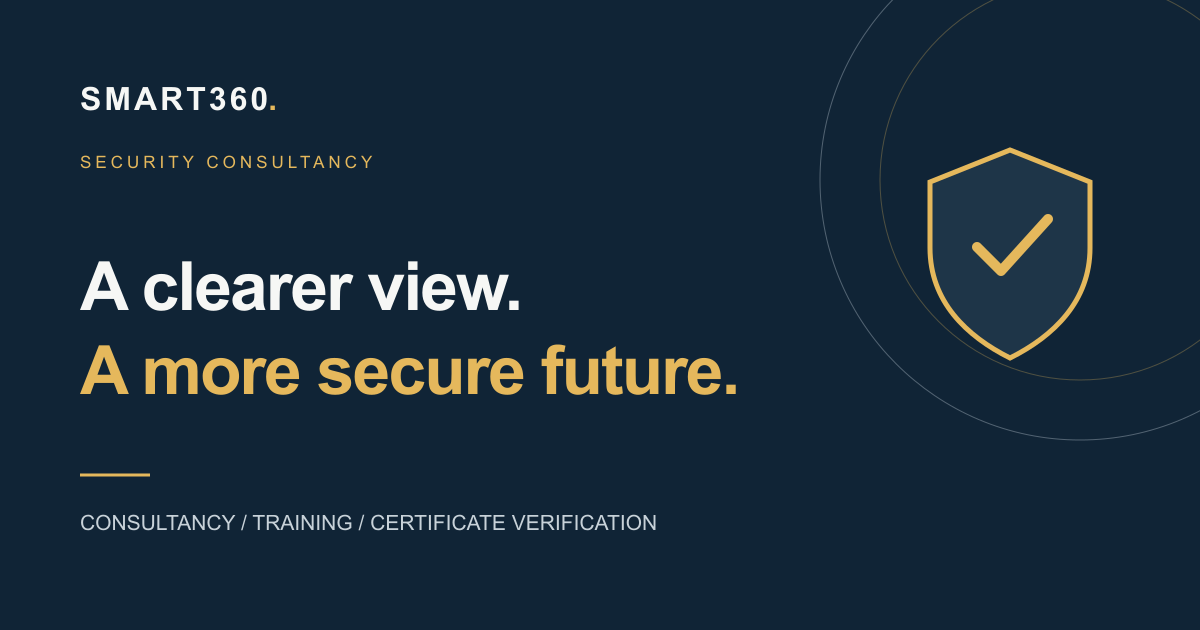 SMART360.
SECURITY CONSULTANCY
A clearer view.
A more secure future.
CONSULTANCY / TRAINING / CERTIFICATE VERIFICATION